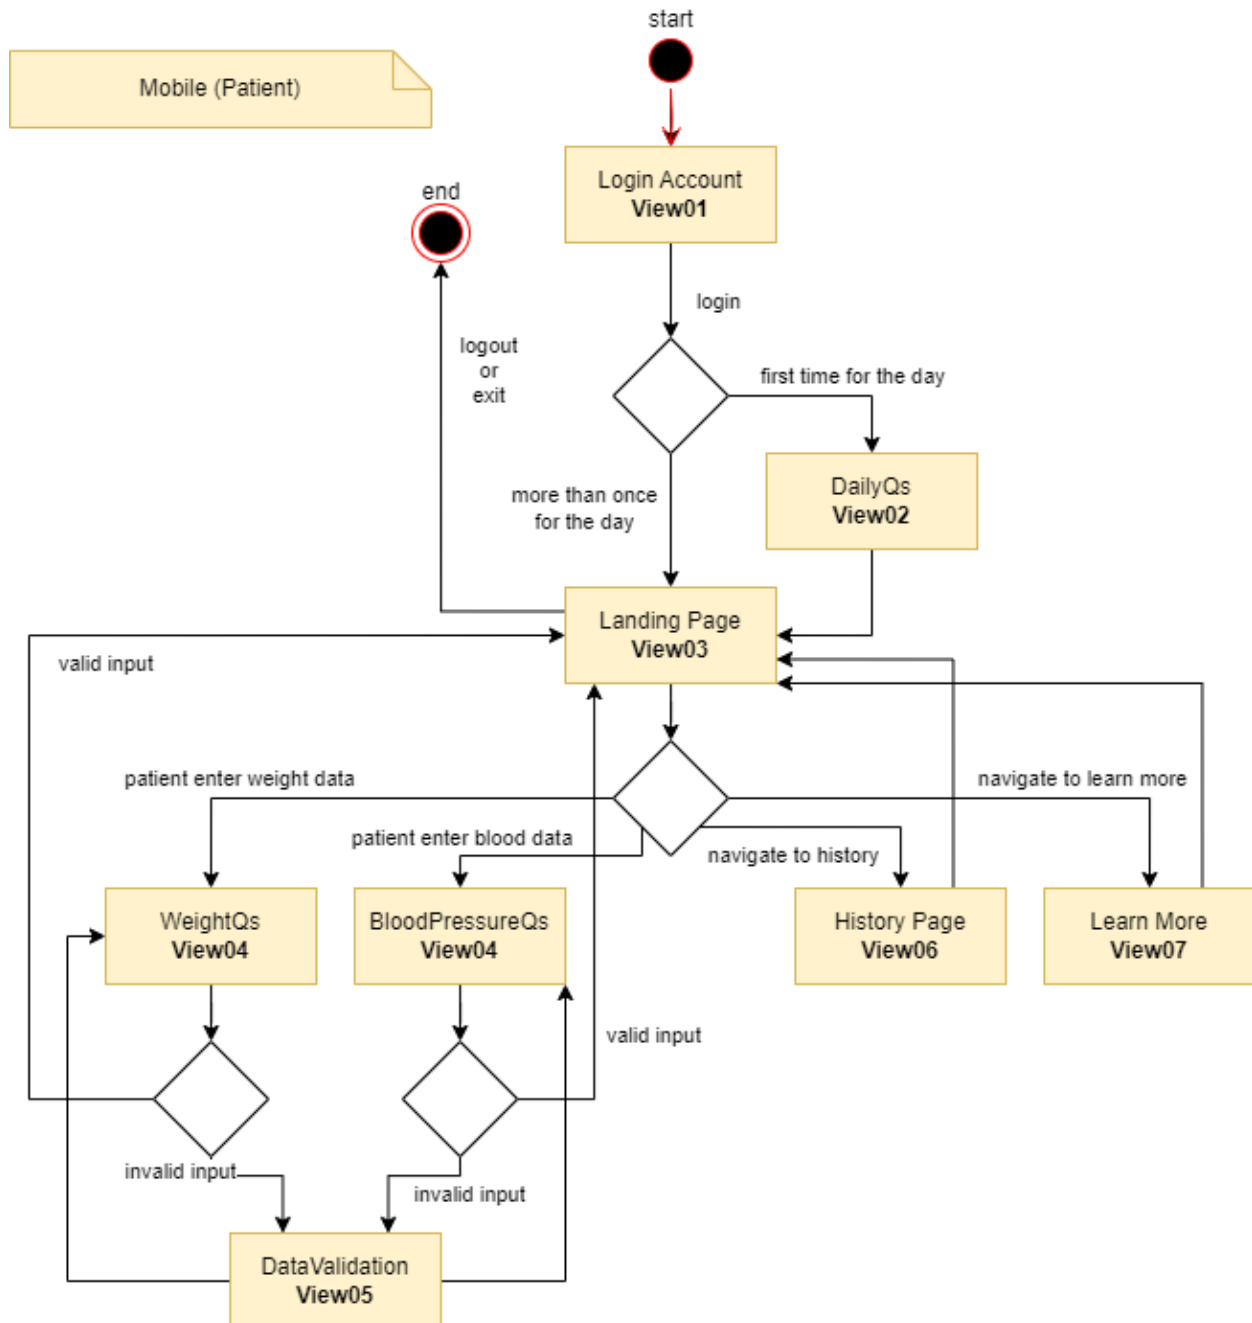 start
Mobile (Patient)
Login Account
View01
end
login
logout
or
exit
first time for the day
more than once
for the day
DailyQs
View02
Landing Page
View03
valid input
patient enter weight data
navigate to learn more
patient enter blood data
navigate to history
WeightQs
View04
BloodPressureQs
View04
History Page
View06
Learn More
View07
valid input
invalid input
invalid input
DataValidation
View05